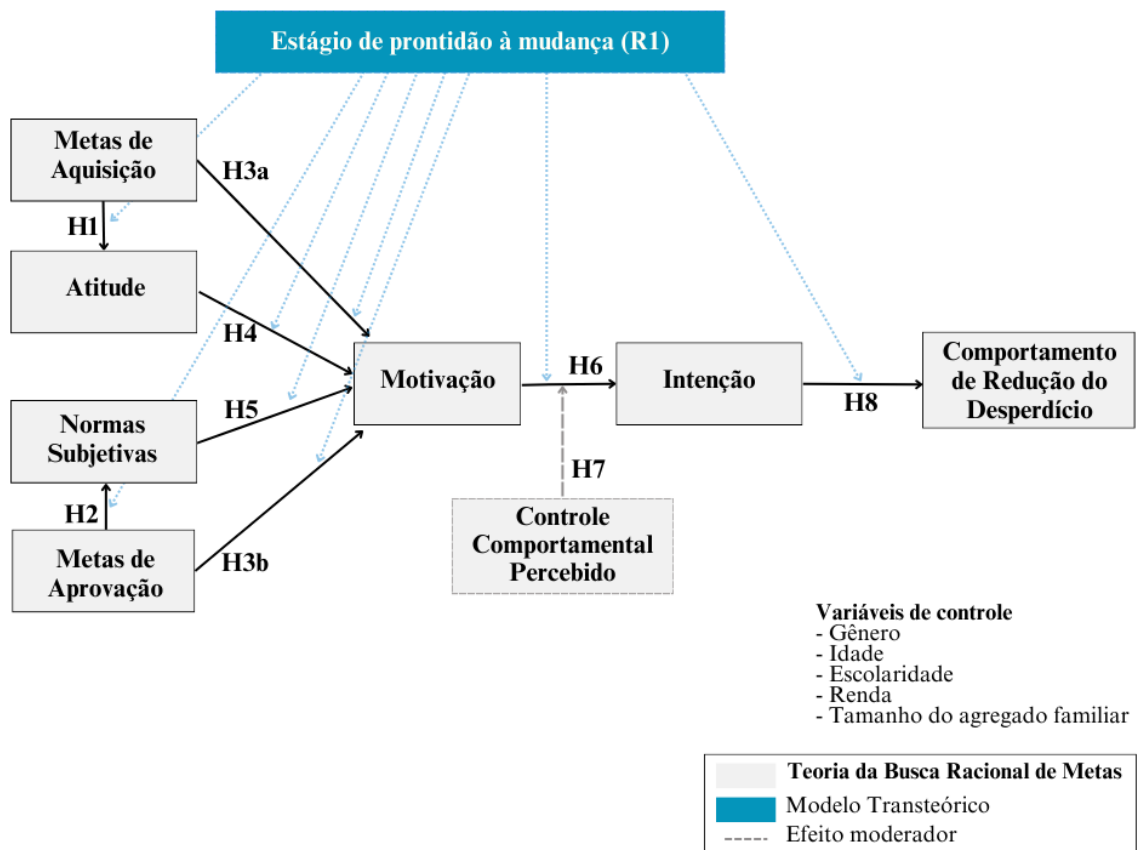 Estágio de prontidão à mudança (R1)
Metas de
Aquisição
H3a
H1
Atitude
H4
Motivação
H6
Intenção
H8
Comportamento
de Redução do
Desperdício
Normas
Subjetivas
H5
H2
H7
Metas de
Aprovação
H3b
Controle
Comportamental
Percebido
Variáveis de controle
- Gênero
- Idade
- Escolaridade
- Renda
- Tamanho do agregado familiar
Teoria da Busca Racional de Metas
Modelo Transteórico
Efeito moderador